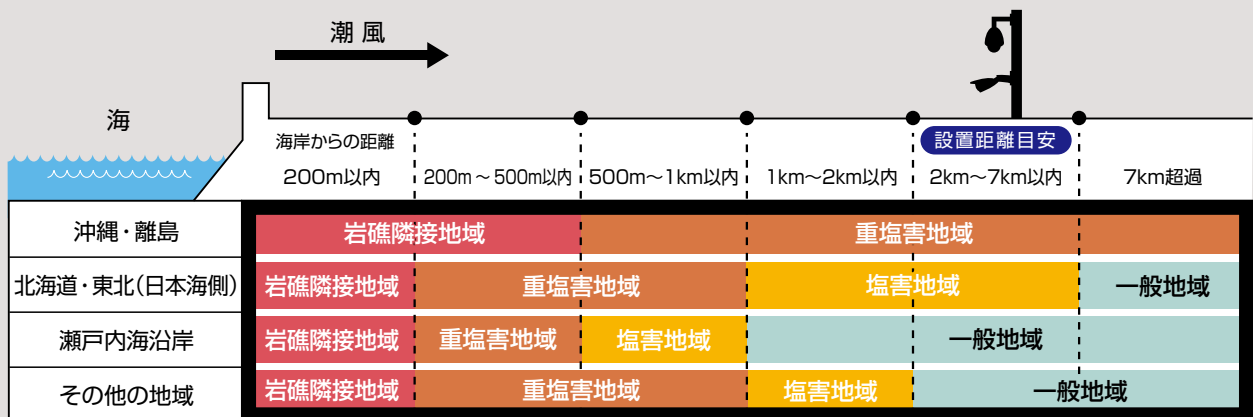 潮風
海
海岸からの距離
設置距離目安
200m以内 200m～500m以内 500m～1km以内 1km～2km以内 2km～7km以内 7km超過
沖縄・離島 岩礁隣接地域 重塩害地域
北海道・東北（日本海側） 岩礁隣接地域 重塩害地域 塩害地域 一般地域
瀬戸内海沿岸 岩礁隣接地域 重塩害地域 塩害地域 一般地域
その他の地域 岩礁隣接地域 重塩害地域 塩害地域 一般地域